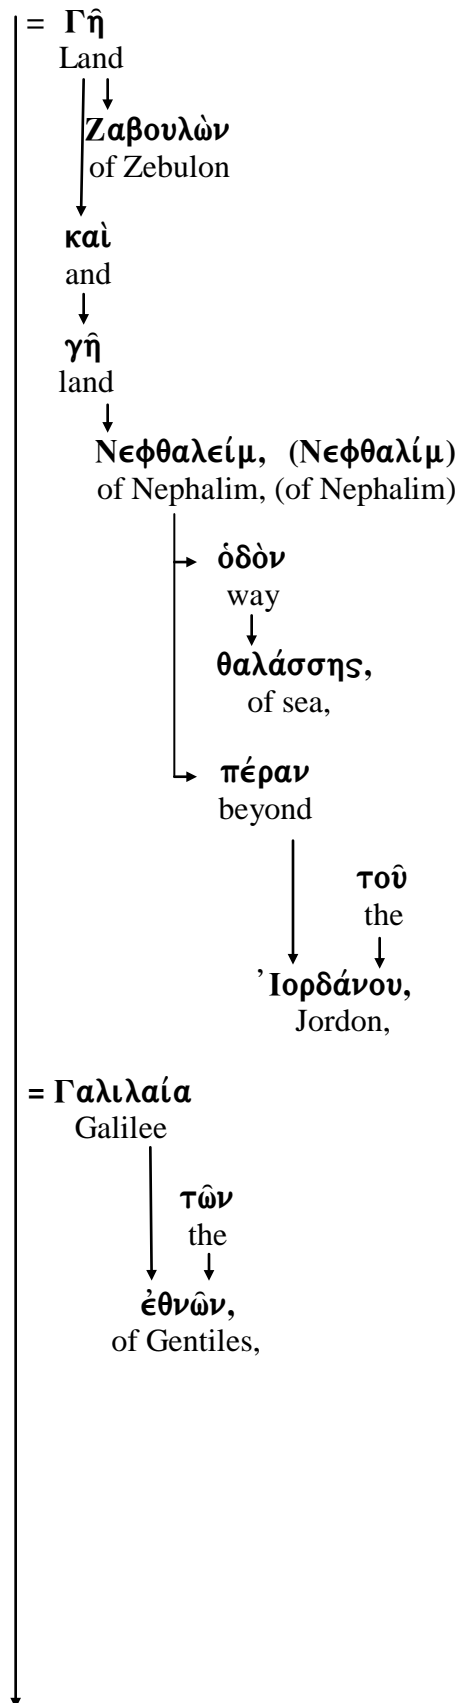 = Γῆ
Land
Ζαβουλὼν
of Zebulon
καὶ
and
γῆ
land
Νεφθαλείμ, (Νεφθαλίμ)
of Nephalim, (of Nephalim)
ὁδὸν
way
θαλάσσης,
of sea,
πέραν
beyond
τοῦ
the
Ἰορδάνου,
Jordon,
= Γαλιλαία
Galilee
τῶν
the
ἐθνῶν,
of Gentiles,